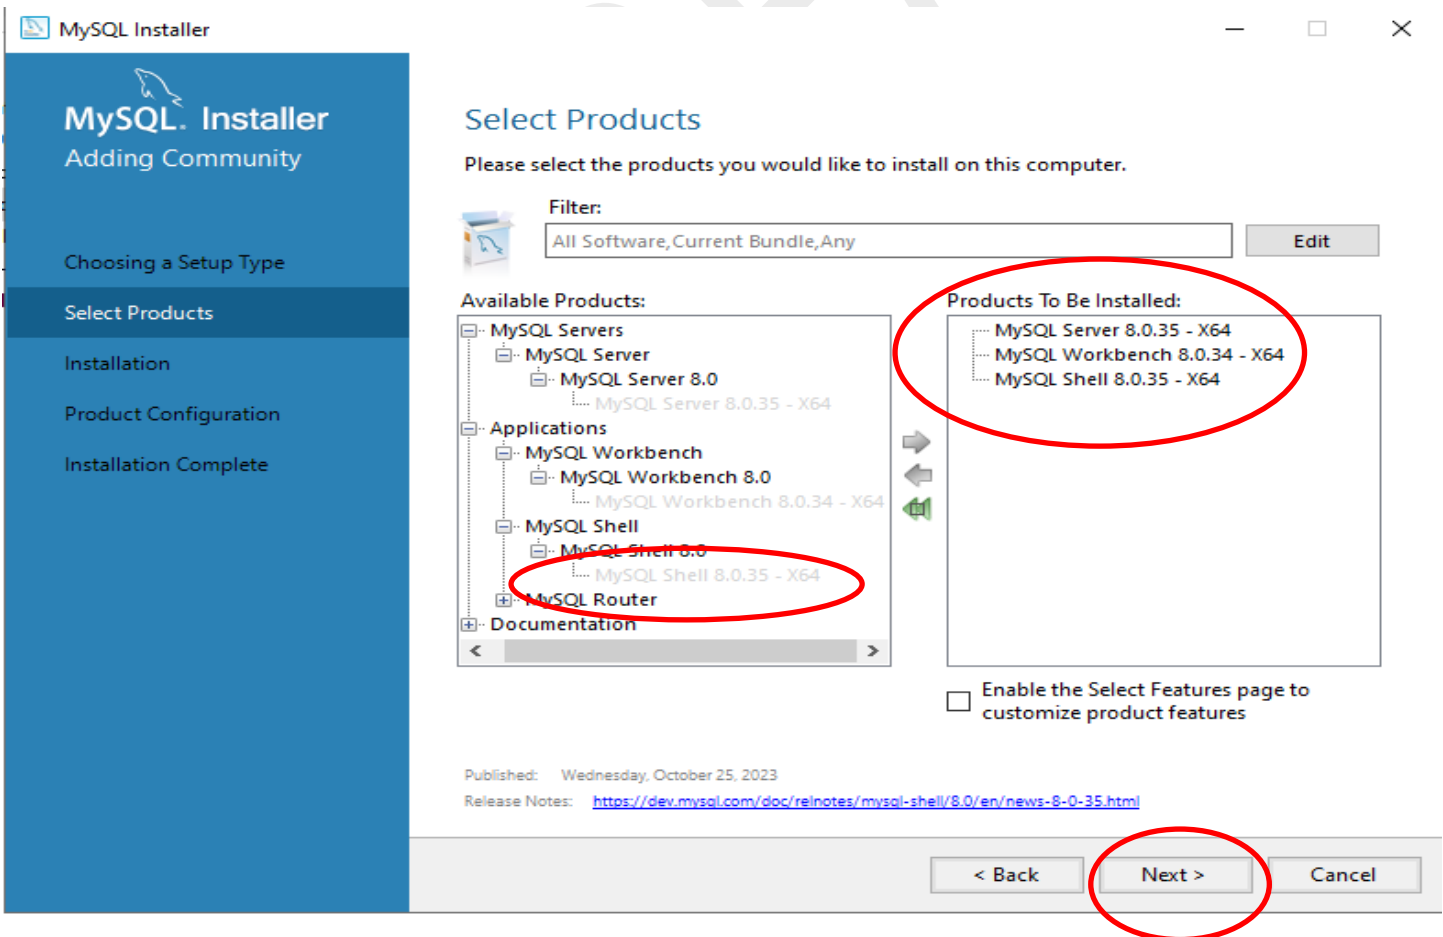 MySQL Installer
MySQL. Installer
Adding Community
Choosing a Setup Type
Select Products
Installation
Product Configuration
Installation Complete
Select Products
Please select the products you would like to install on this computer.
Filter:
All Software,Current Bundle,Any
Edit
Available Products:
MySQL Servers
MySQL Server
MySQL Server 8.0
MySQL Server 8.0.35 - X64
Applications
MySQL Workbench
MySQL Workbench 8.0
MySQL Workbench 8.0.34 - X64
MySQL Shell
MySQL Shell 8.0
MySQL Shell 8.0.35 - X64
MySQL Router
Documentation
Products To Be Installed:
MySQL Server 8.0.35 - X64
MySQL Workbench 8.0.34 - X64
MySQL Shell 8.0.35 - X64
Enable the Select Features page to
customize product features
Published: Wednesday, October 25, 2023
Release Notes: https://dev.mysql.com/doc/relnotes/mysql-shell/8.0/en/news-8-0-35.html
< Back
Next >
Cancel